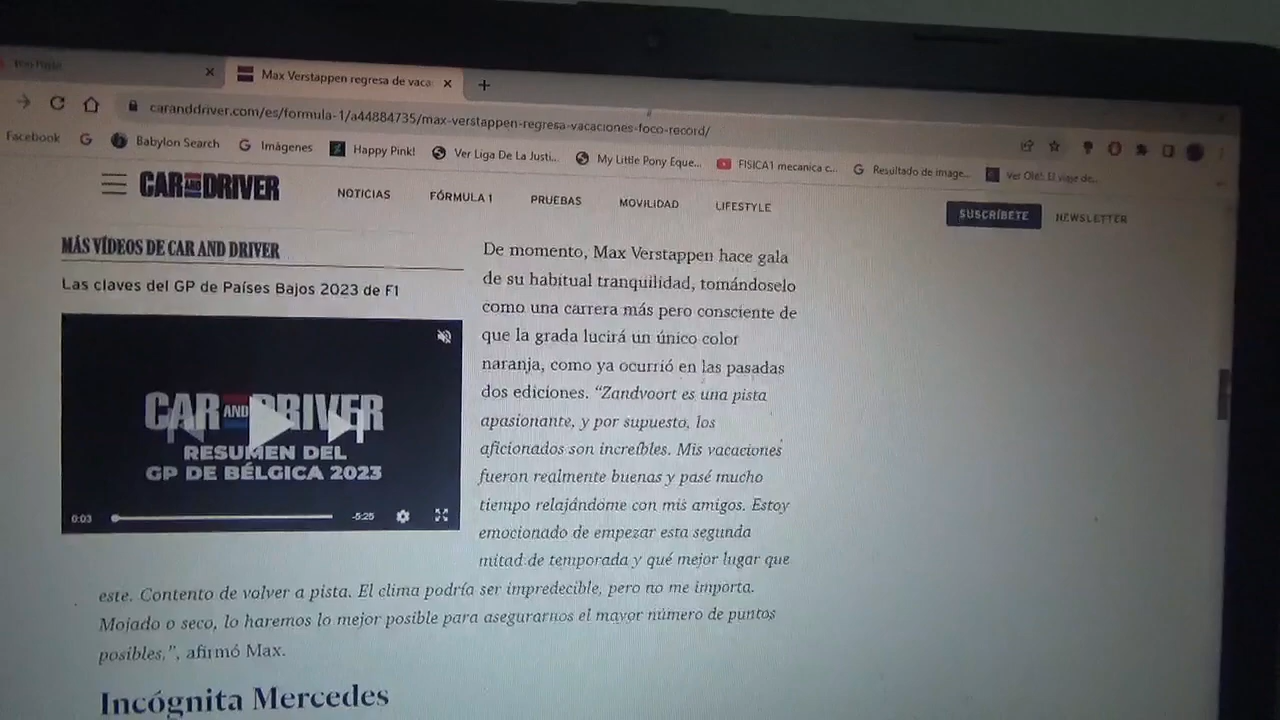 Max Verstappen regresa de vaca
caranddriver.com/es/formula-1/a44884735/max-verstappen-regresa-vacaciones-foco-record/
Facebook
Babylon Search
Imágenes
Happy Pink!
Ver Liga De La Justi...
My Little Pony Eque...
FISICA1 mecanica c...
Resultado de image...
Ver Olé!: El viaje de...
CAR AND DRIVER
NOTICIAS
FÓRMULA 1
PRUEBAS
MOVILIDAD
LIFESTYLE
SUSCRÍBETE
NEWSLETTER
MÁS VÍDEOS DE CAR AND DRIVER
Las claves del GP de Países Bajos 2023 de F1
CAR AND DRIVER
RESUMEN DEL
GP DE BÉLGICA 2023
0:03
-5:25
De momento, Max Verstappen hace gala
de su habitual tranquilidad, tomándoselo
como una carrera más pero consciente de
que la grada lucirá un único color
naranja, como ya ocurrió en las pasadas
dos ediciones. “Zandvoort es una pista
apasionante, y por supuesto, los
aficionados son increíbles. Mis vacaciones
fueron realmente buenas y pasé mucho
tiempo relajándome con mis amigos. Estoy
emocionado de empezar esta segunda
mitad de temporada y qué mejor lugar que
este. Contento de volver a pista. El clima podría ser impredecible, pero no me importa.
Mojado o seco, lo haremos lo mejor posible para asegurarnos el mayor número de puntos
posibles,”, afirmó Max.
Incógnita Mercedes